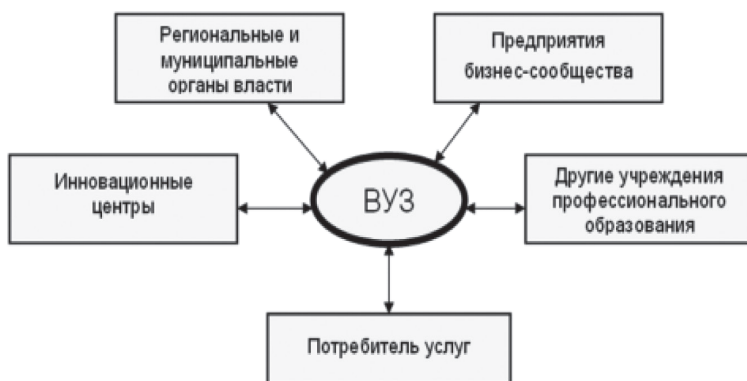 Региональные и
муниципальные
органы власти
Предприятия
бизнес-сообщества
Инновационные
центры
ВУЗ
Другие учреждения
профессионального
образования
Потребитель услуг